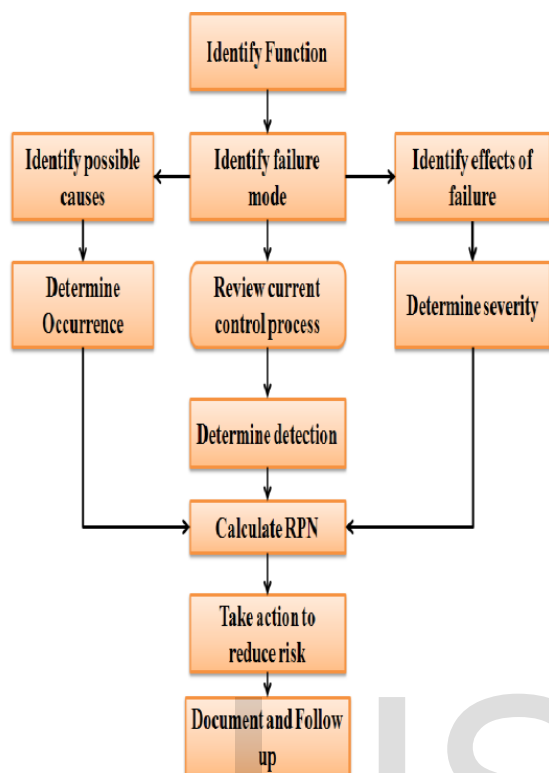 Identify Function
Identify possible
causes
Identify failure
mode
Identify effects of
failure
Determine
Occurrence
Review current
control process
Determine severity
Determine detection
Calculate RPN
Take action to
reduce risk
Document and Follow
up